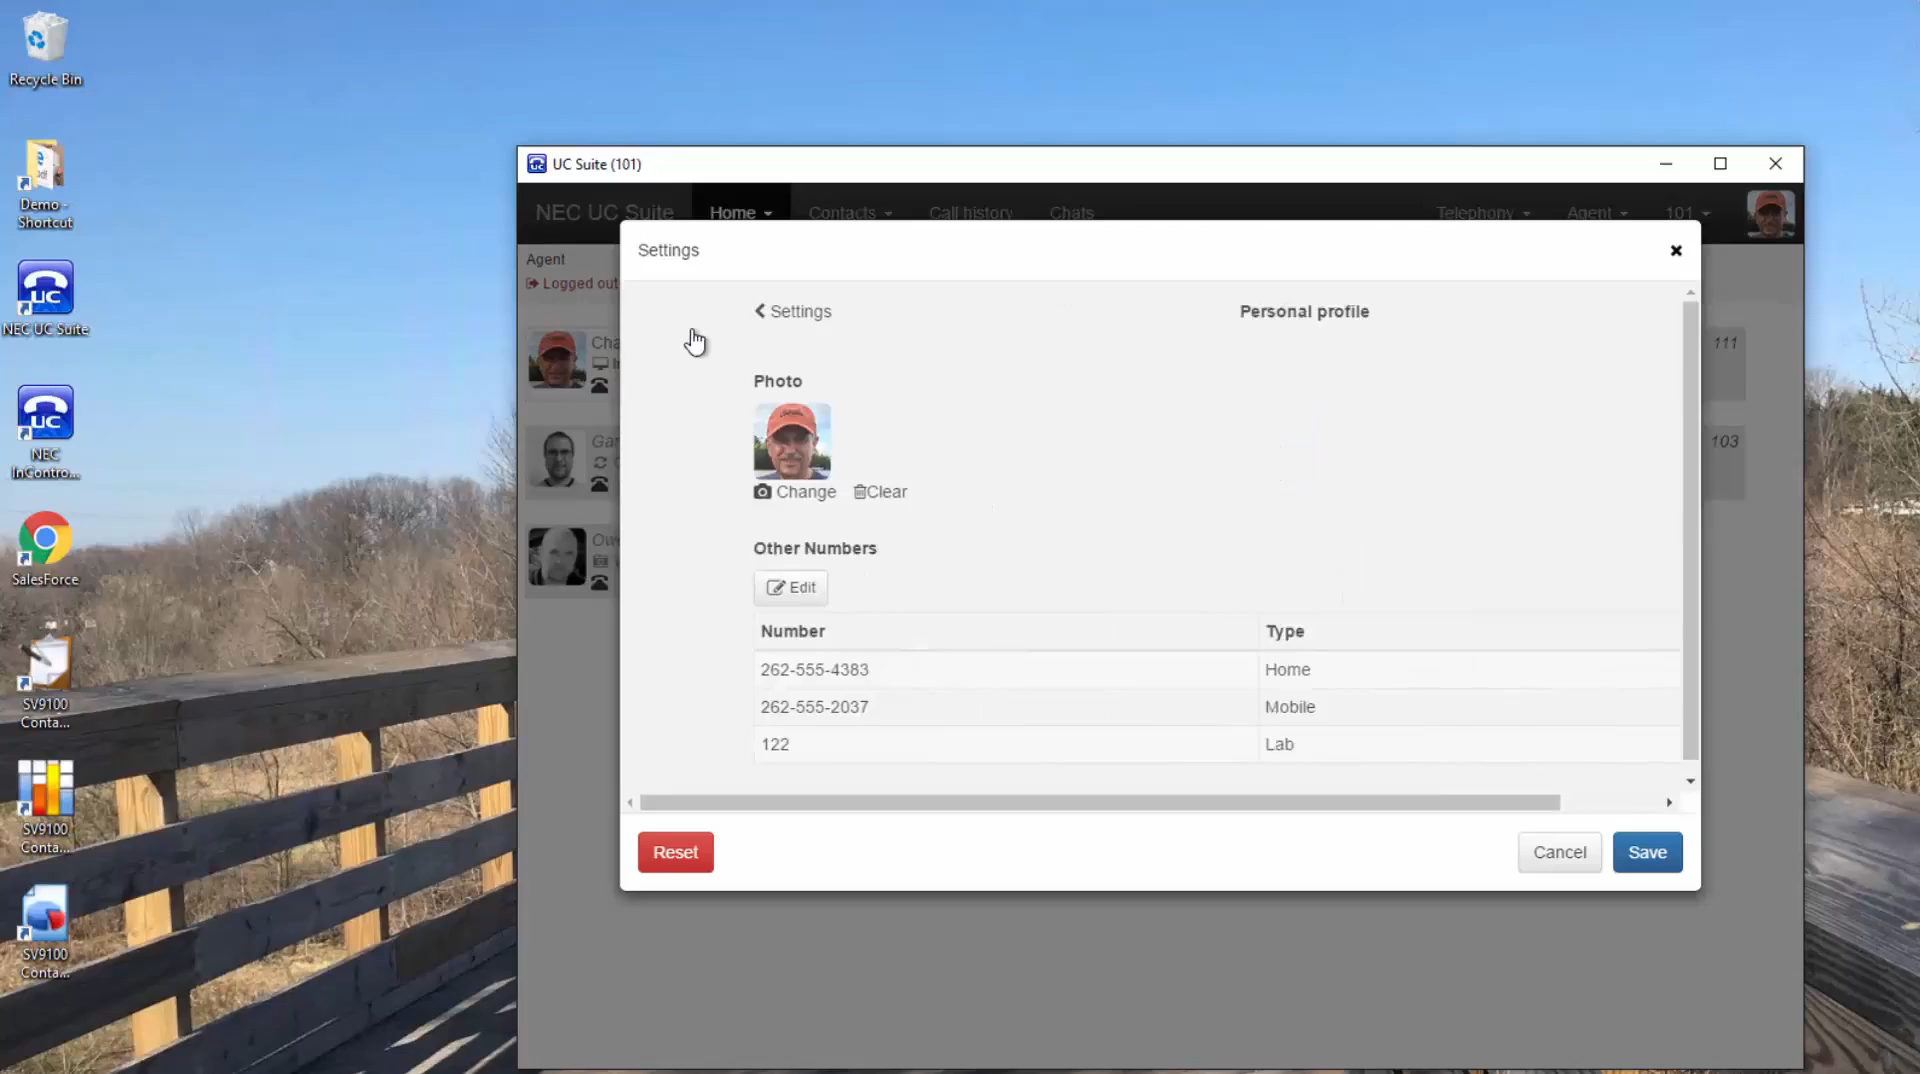 Recycle Bin
Demo -
Shortcut
NEC UC Suite
NEC
InContro...
SalesForce
SV9100
Conta...
SV9100
Conta...
SV9100
Conta...
UC Suite (101)
NEC UC Suite
Home
Contacts
Call history
Chats
Telephony
Agent
101
Agent
Logged out
Cha
Gar
Ow
111
103
Settings
Settings
Personal profile
Photo
Change
Clear
Other Numbers
Edit
Number
Type
262-555-4383
Home
262-555-2037
Mobile
122
Lab
Reset
Cancel
Save